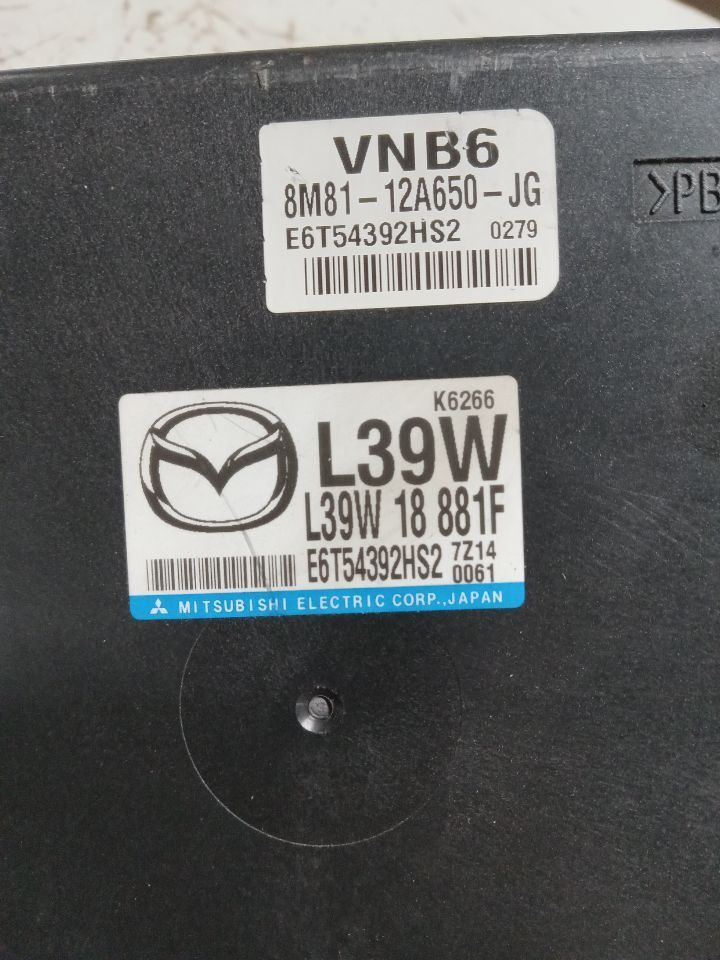 VNB6
8M81-12A650-JG
E6T54392HS2 0279
>PB
K6266
L39W
L39W 18 881F
E6T54392HS2 7Z14
0061
MITSUBISHI ELECTRIC CORP.,JAPAN